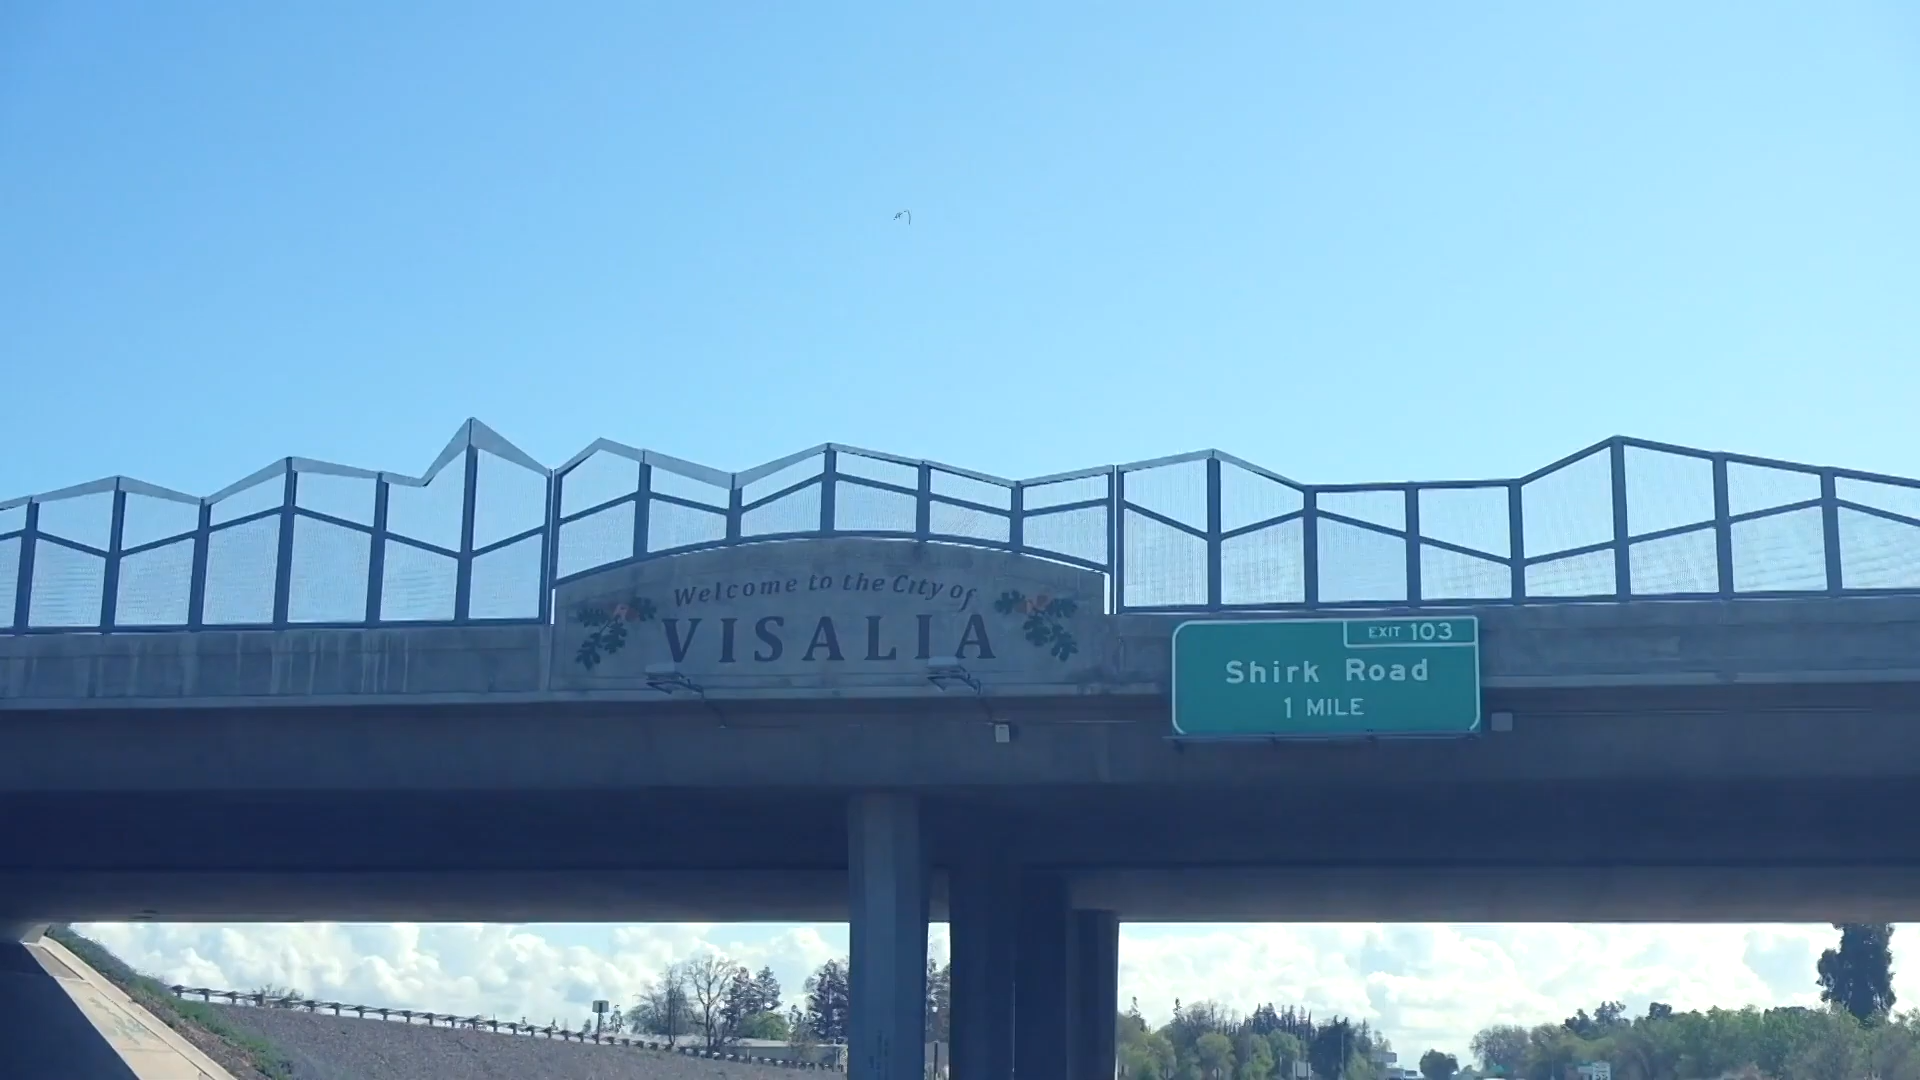 Welcome to the City of
VISALIA
EXIT 103
Shirk Road
1 MILE